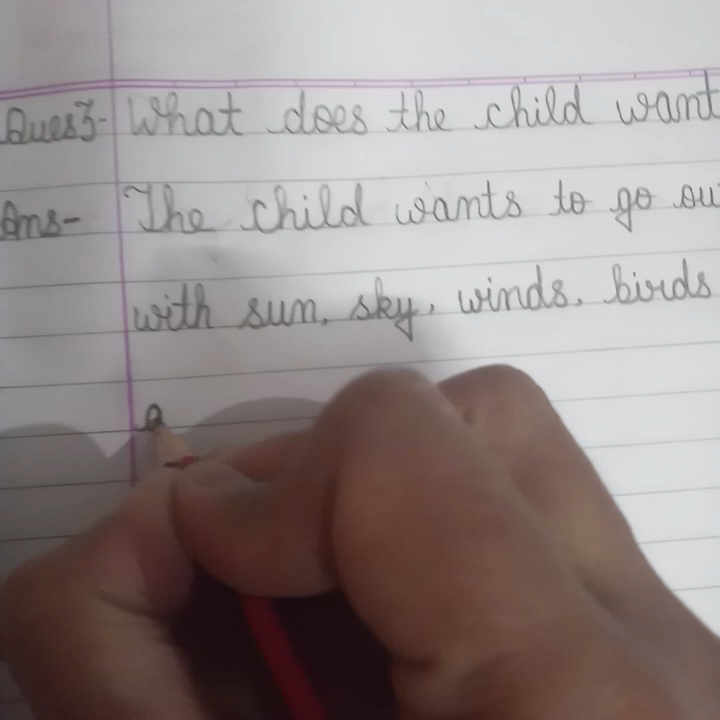 Ques3- What does the child want
Ans- The child wants to go ou
with sun, sky, winds, birds